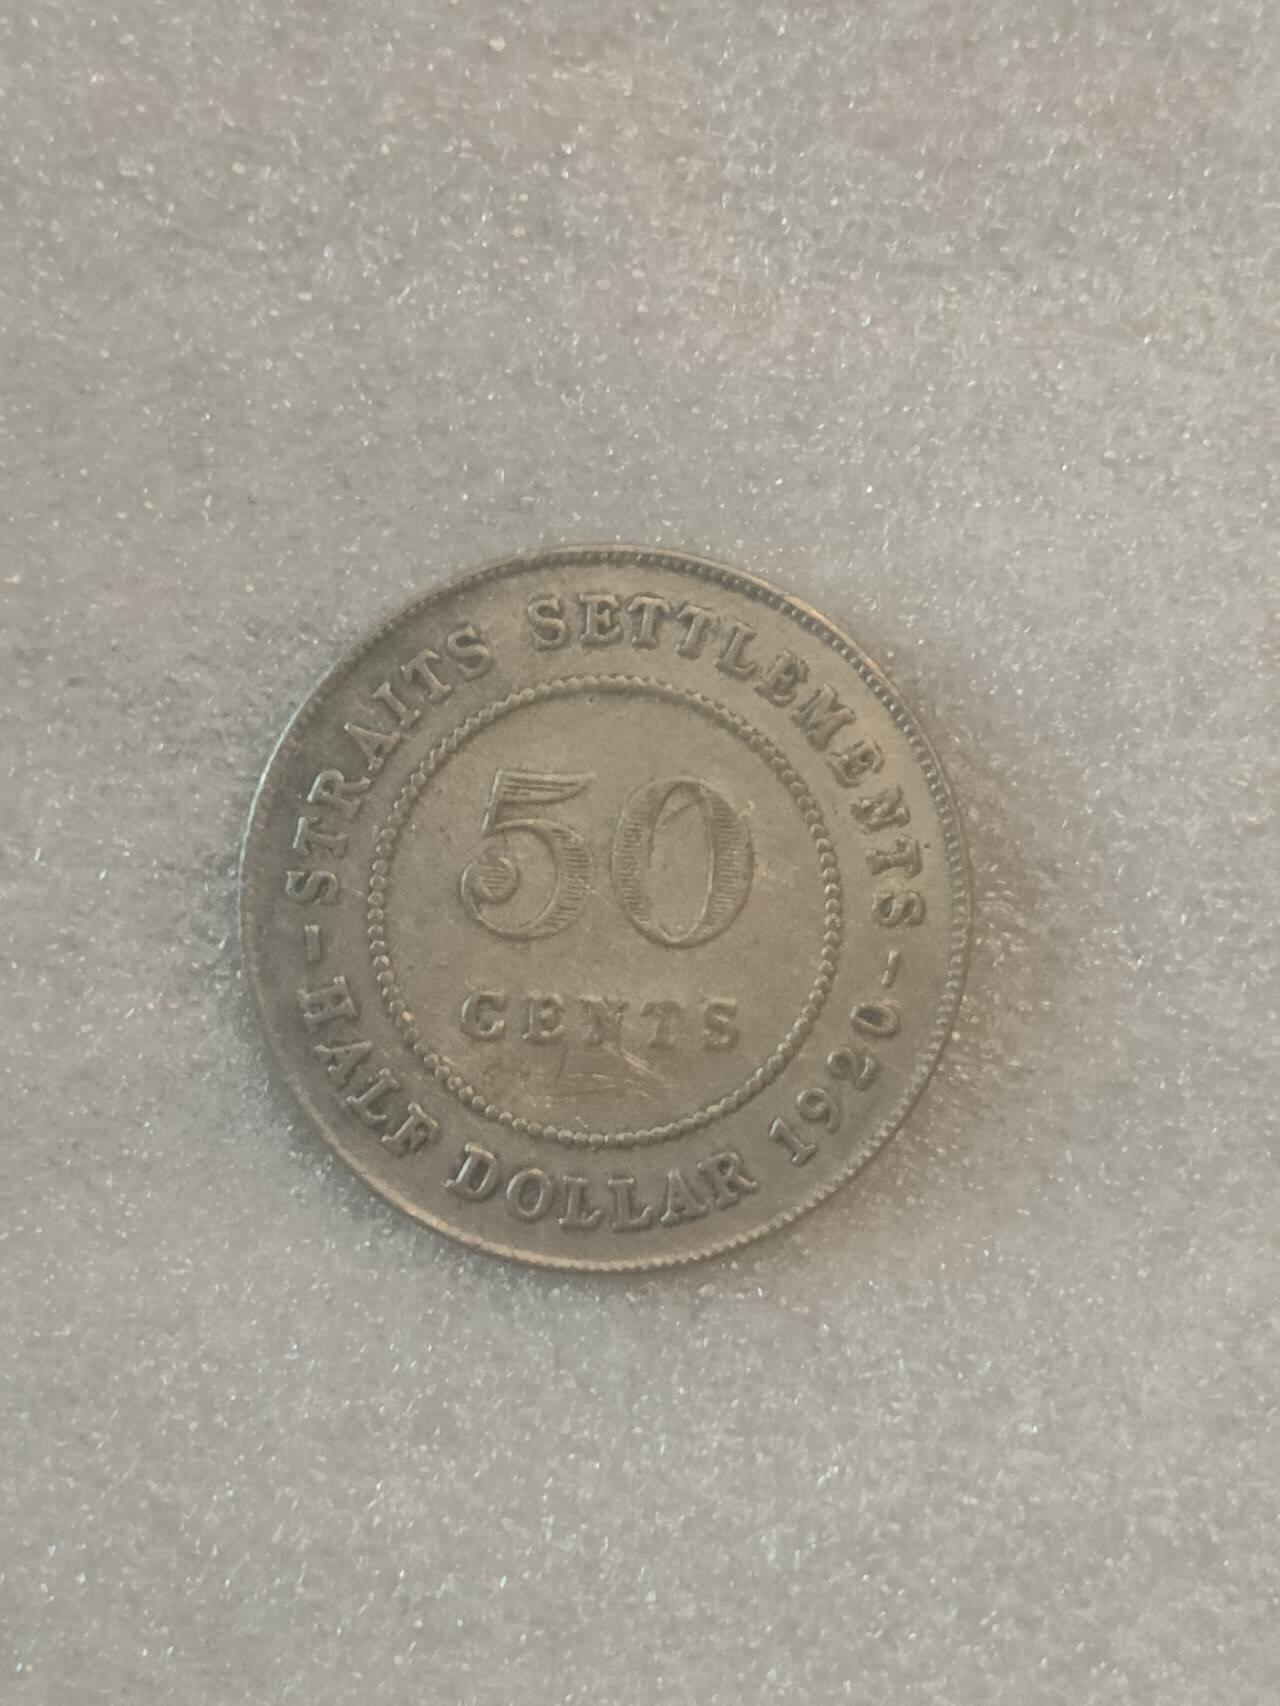 STRAITS SETTLEMENTS
50
CENTS
-HALF DOLLAR 1920-